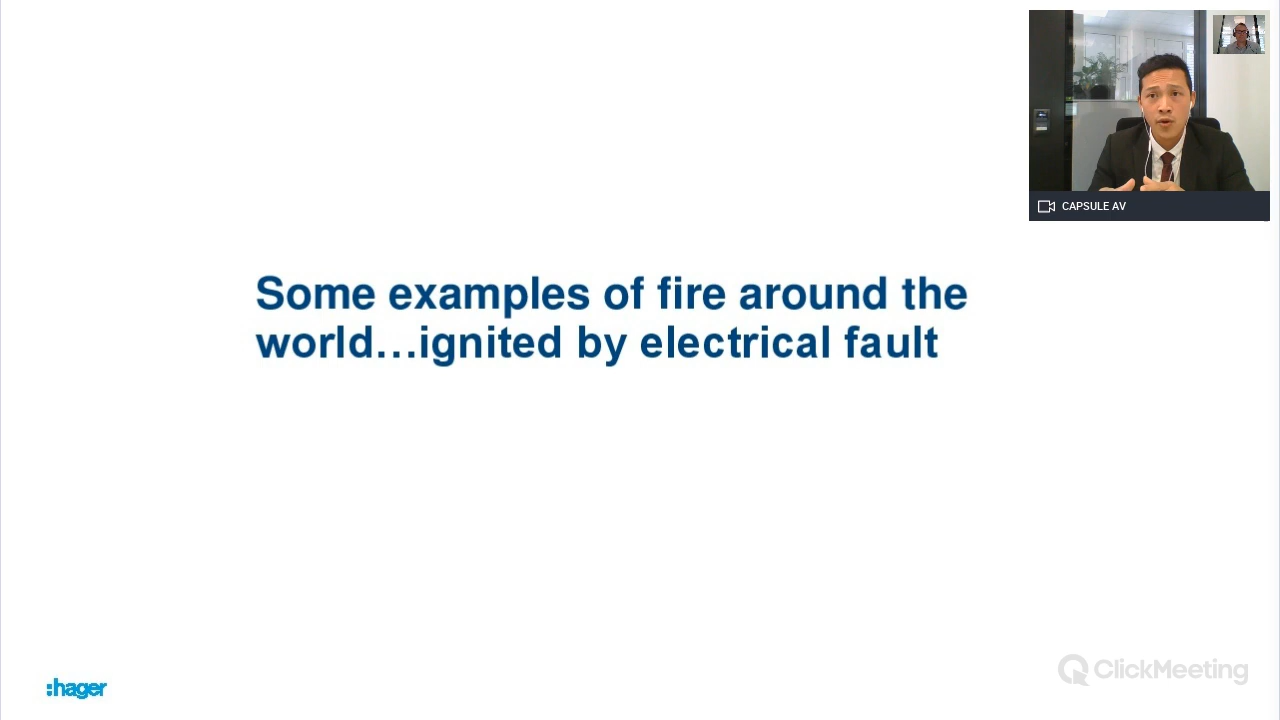 CAPSULE AV
Some examples of fire around the
world…ignited by electrical fault
:hager
ClickMeeting